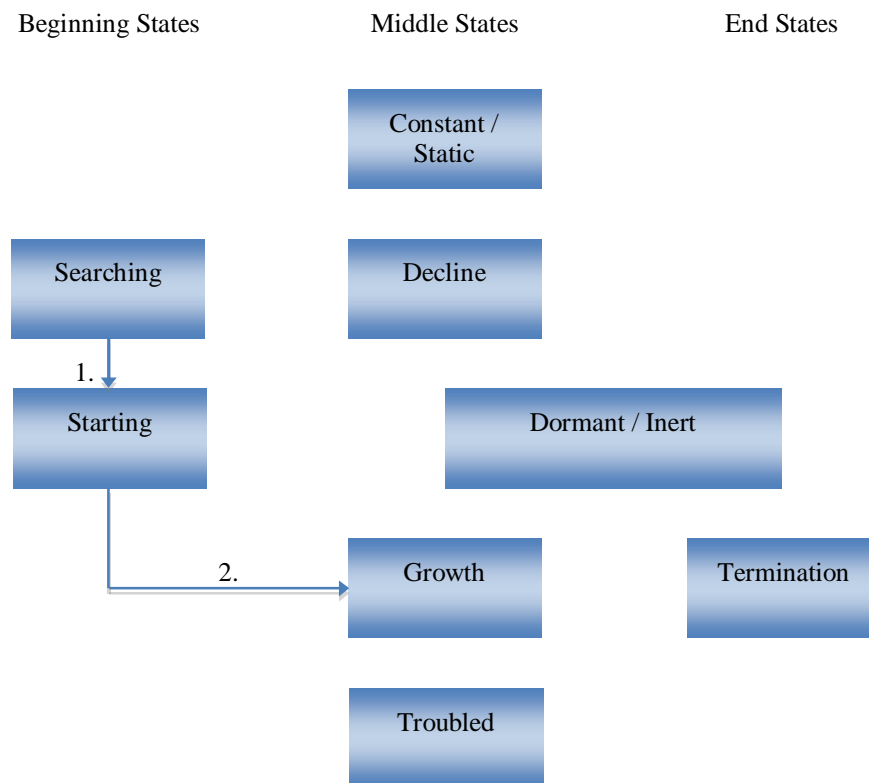 Beginning States
Middle States
End States
Constant /
Static
Searching
Decline
1.
Starting
Dormant / Inert
2.
Growth
Termination
Troubled